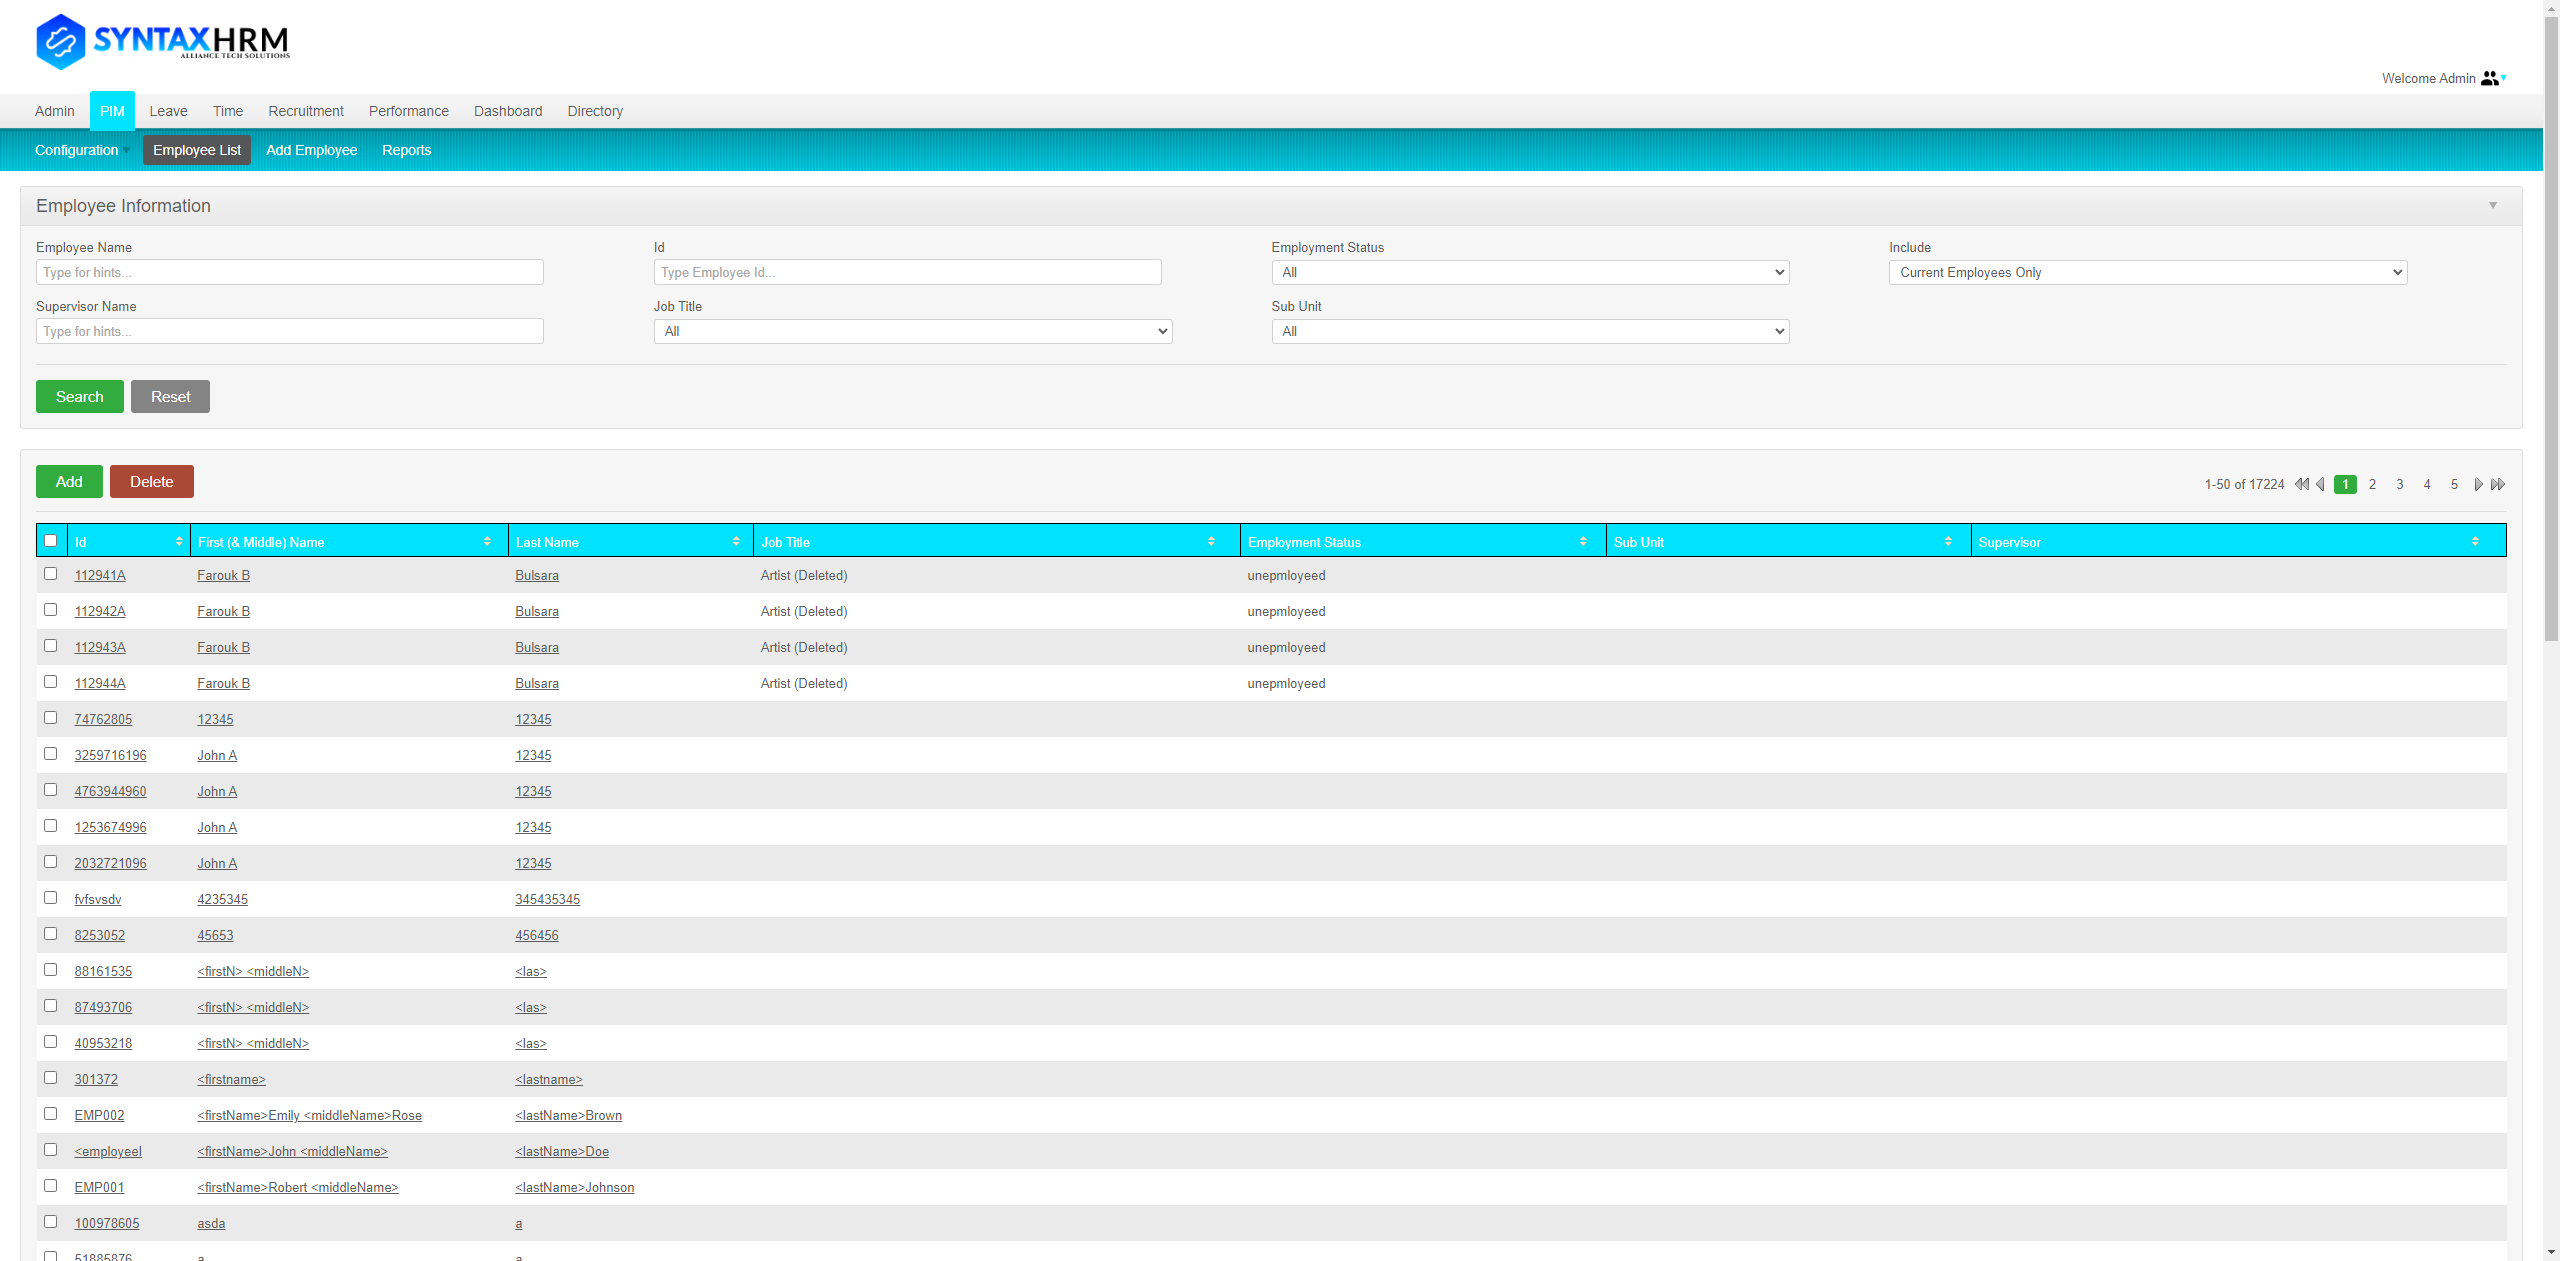 SYNTAXHRM
ALLIANCE TECH SOLUTIONS
Welcome Admin
Admin PIM Leave Time Recruitment Performance Dashboard Directory
Configuration Employee List Add Employee Reports
Employee Information
Employee Name Id Employment Status Include
Type for hints... Type Employee Id... All Current Employees Only
Supervisor Name Job Title Sub Unit
Type for hints... All All
Search Reset
Add Delete 1-50 of 17224 1 2 3 4 5
Id First (& Middle) Name Last Name Job Title Employment Status Sub Unit Supervisor
112941A Farouk B Bulsara Artist (Deleted) unepmloyeed
112942A Farouk B Bulsara Artist (Deleted) unepmloyeed
112943A Farouk B Bulsara Artist (Deleted) unepmloyeed
112944A Farouk B Bulsara Artist (Deleted) unepmloyeed
74762805 12345 12345
3259716196 John A 12345
4763944960 John A 12345
1253674996 John A 12345
2032721096 John A 12345
fvfsvsdv 4235345 345435345
8253052 45653 456456
88161535 <firstN> <middleN> <las>
87493706 <firstN> <middleN> <las>
40953218 <firstN> <middleN> <las>
301372 <firstname> <lastname>
EMP002 <firstName>Emily <middleName>Rose <lastName>Brown
<employeeI <firstName>John <middleName> <lastName>Doe
EMP001 <firstName>Robert <middleName> <lastName>Johnson
100978605 asda a
51885876 a a